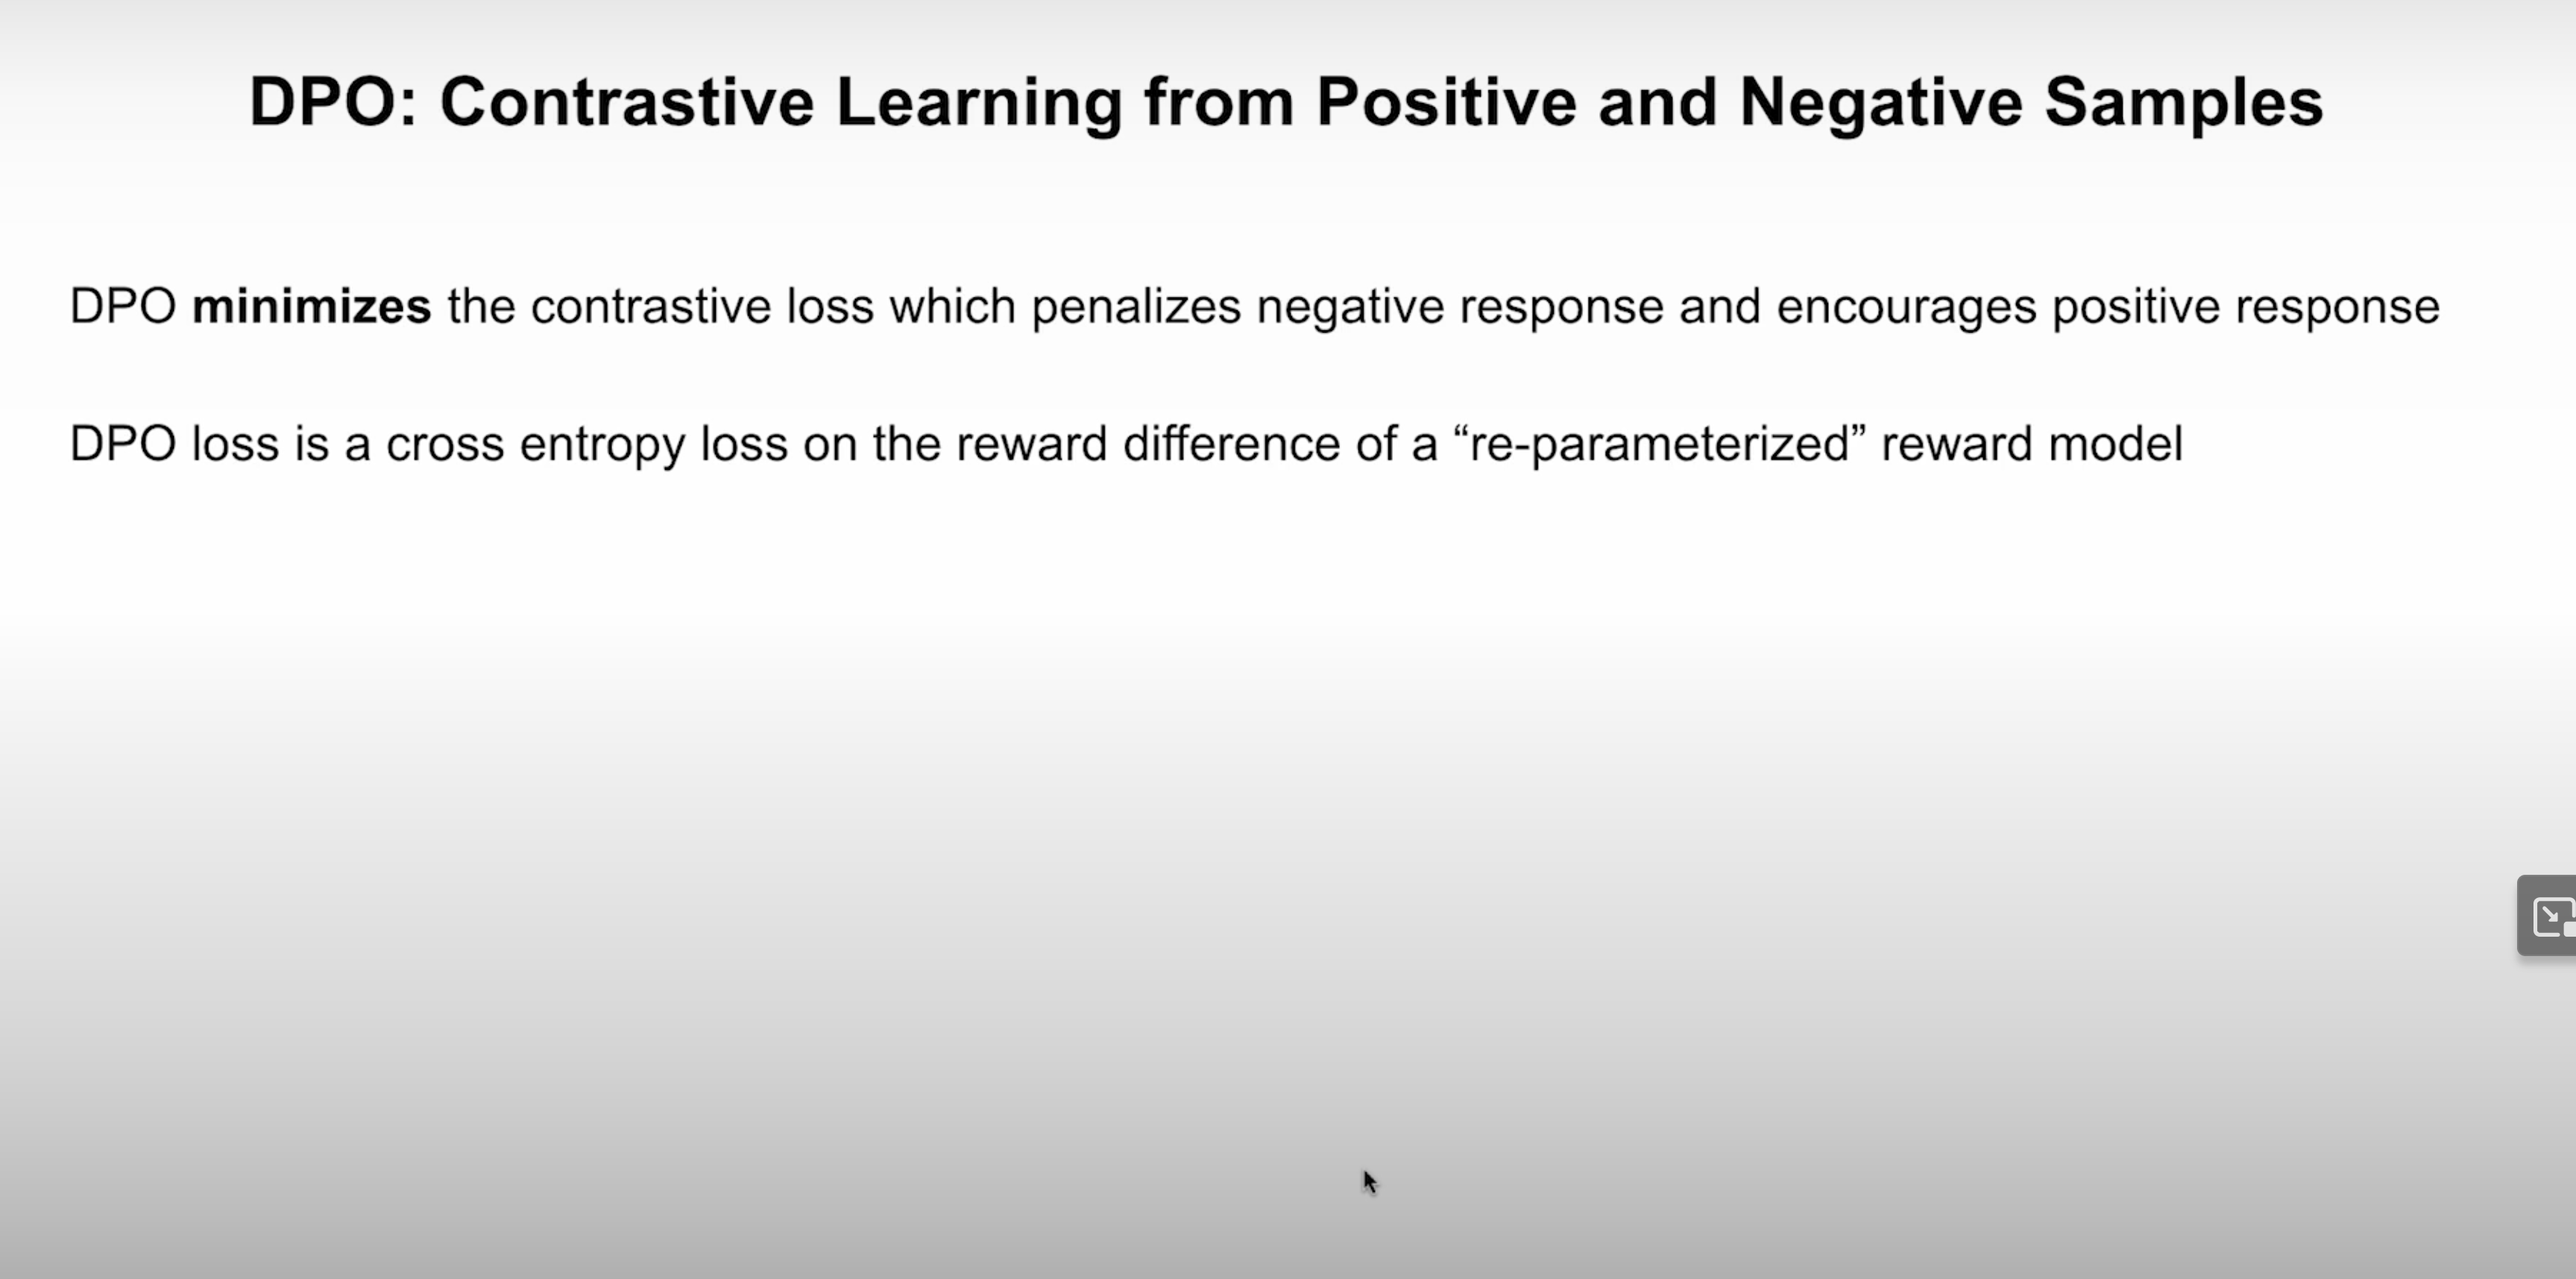 DPO: Contrastive Learning from Positive and Negative Samples
DPO minimizes the contrastive loss which penalizes negative response and encourages positive response
DPO loss is a cross entropy loss on the reward difference of a “re-parameterized” reward model